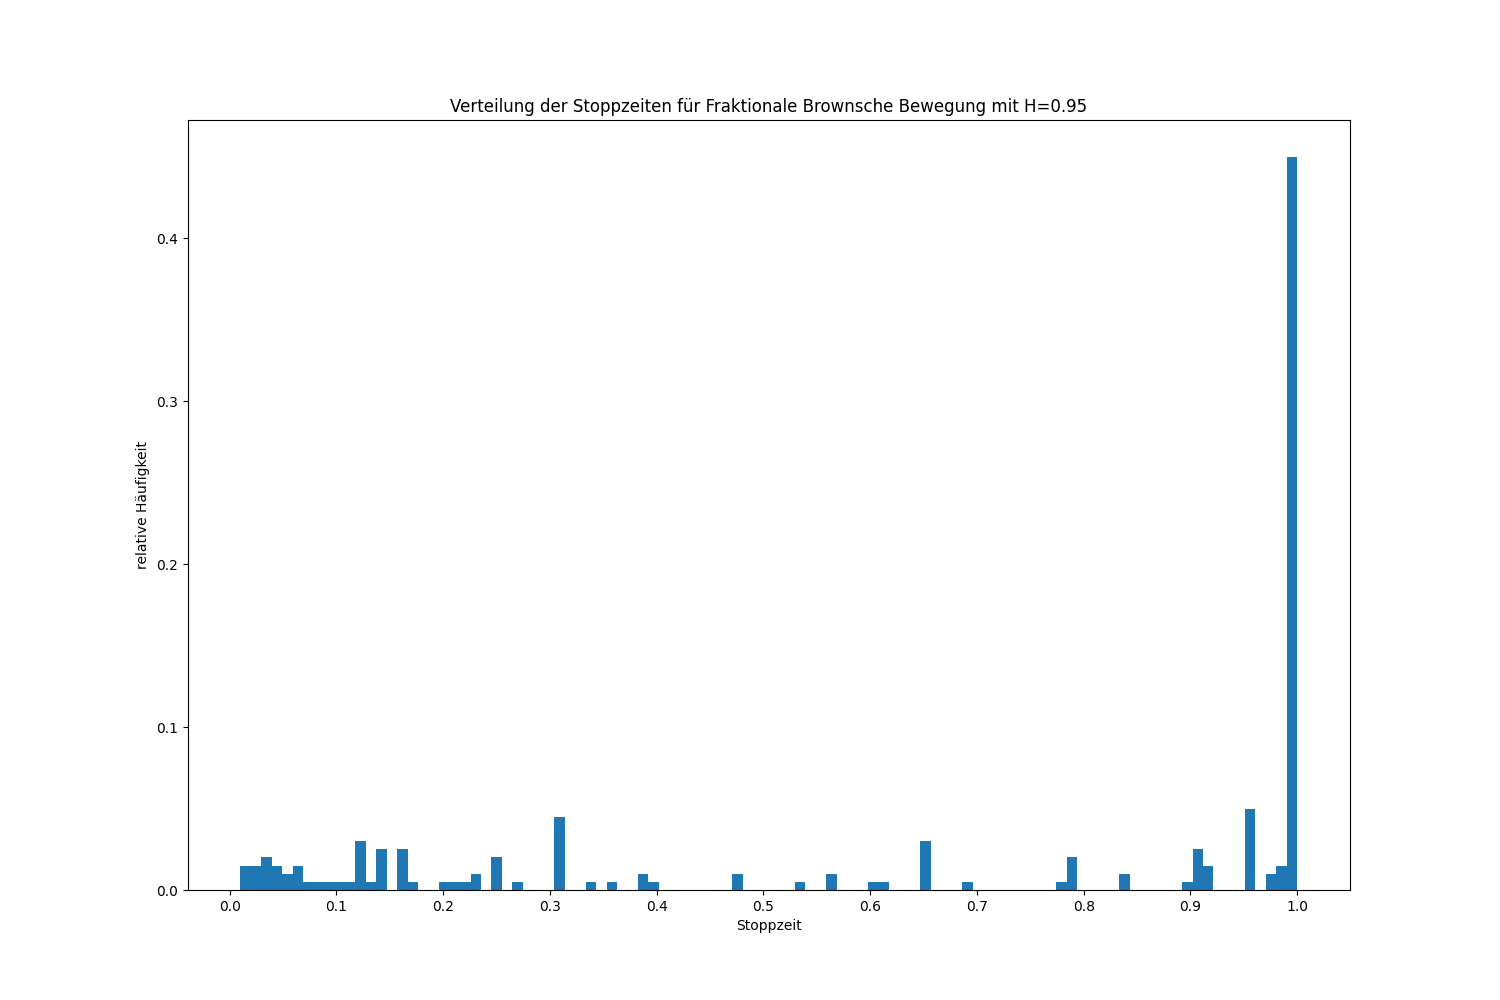 Verteilung der Stoppzeiten für Fraktionale Brownsche Bewegung mit H=0.95
relative Häufigkeit
0.4
0.3
0.2
0.1
0.0
0.0 0.1 0.2 0.3 0.4 0.5 0.6 0.7 0.8 0.9 1.0
Stoppzeit